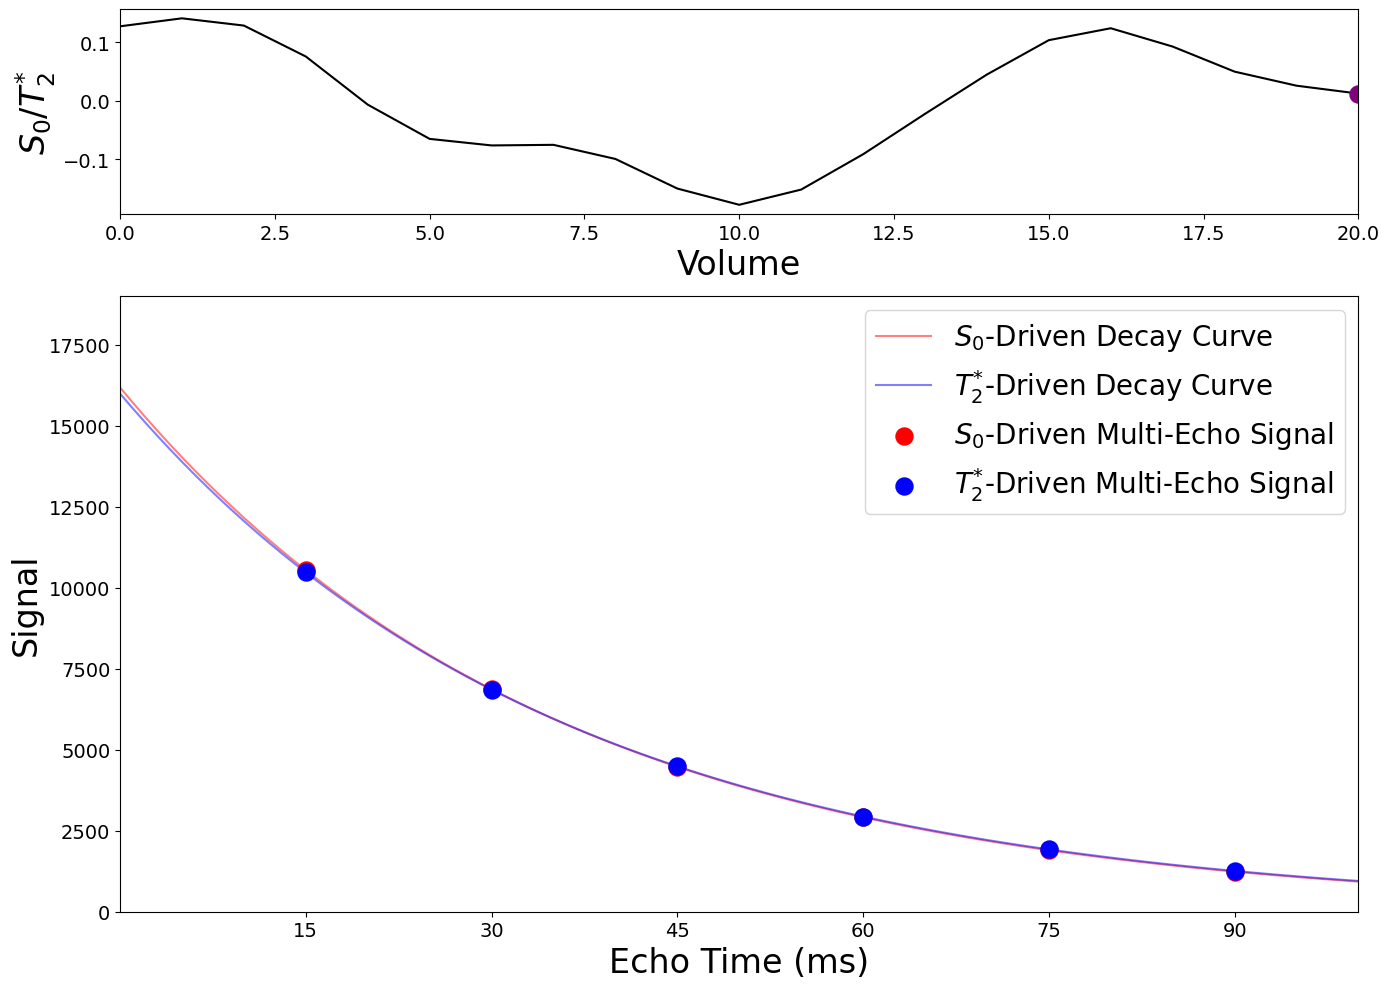 S₀/T₂*
0.1
0.0
−0.1
0.0 2.5 5.0 7.5 10.0 12.5 15.0 17.5 20.0
Volume
Signal
17500
15000
12500
10000
7500
5000
2500
0
S₀-Driven Decay Curve
T₂*-Driven Decay Curve
S₀-Driven Multi-Echo Signal
T₂*-Driven Multi-Echo Signal
15 30 45 60 75 90
Echo Time (ms)